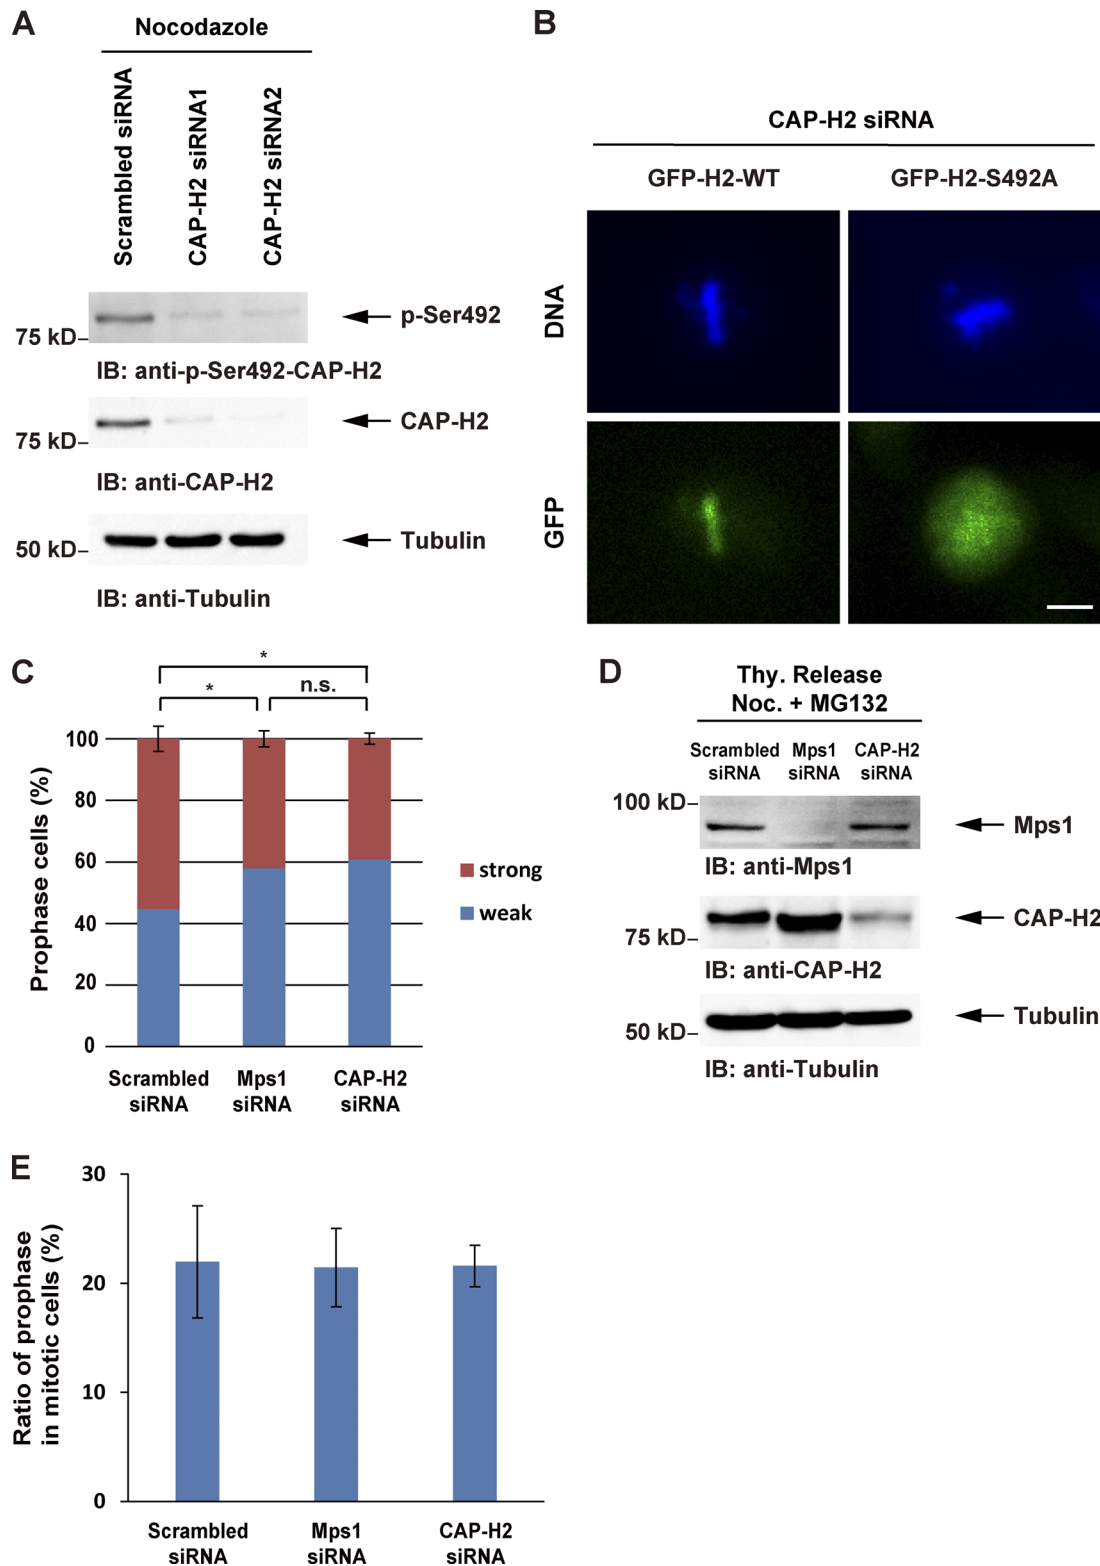 A
Nocodazole
Scrambled siRNA
CAP-H2 siRNA1
CAP-H2 siRNA2
75 kD
p-Ser492
IB: anti-p-Ser492-CAP-H2
75 kD
CAP-H2
IB: anti-CAP-H2
50 kD
Tubulin
IB: anti-Tubulin
B
CAP-H2 siRNA
GFP-H2-WT
GFP-H2-S492A
DNA
GFP
C
*
*
n.s.
Prophase cells (%)
100
80
60
40
20
0
strong
weak
Scrambled
siRNA
Mps1
siRNA
CAP-H2
siRNA
D
Thy. Release
Noc. + MG132
Scrambled
siRNA
Mps1
siRNA
CAP-H2
siRNA
100 kD
Mps1
IB: anti-Mps1
75 kD
CAP-H2
IB: anti-CAP-H2
50 kD
Tubulin
IB: anti-Tubulin
E
Ratio of prophase
in mitotic cells (%)
30
20
10
0
Scrambled
siRNA
Mps1
siRNA
CAP-H2
siRNA